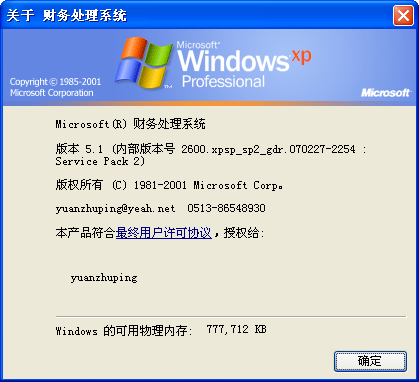 关于 财务处理系统
Microsoft®
Windows xp
Professional
Copyright © 1985-2001
Microsoft Corporation
Microsoft
Microsoft(R) 财务处理系统
版本 5.1 (内部版本号 2600.xpsp_sp2_gdr.070227-2254 :
Service Pack 2)
版权所有 (C) 1981-2001 Microsoft Corp。
yuanzhuping@yeah.net 0513-86548930
本产品符合最终用户许可协议，授权给:
yuanzhuping
Windows 的可用物理内存: 777,712 KB
确定